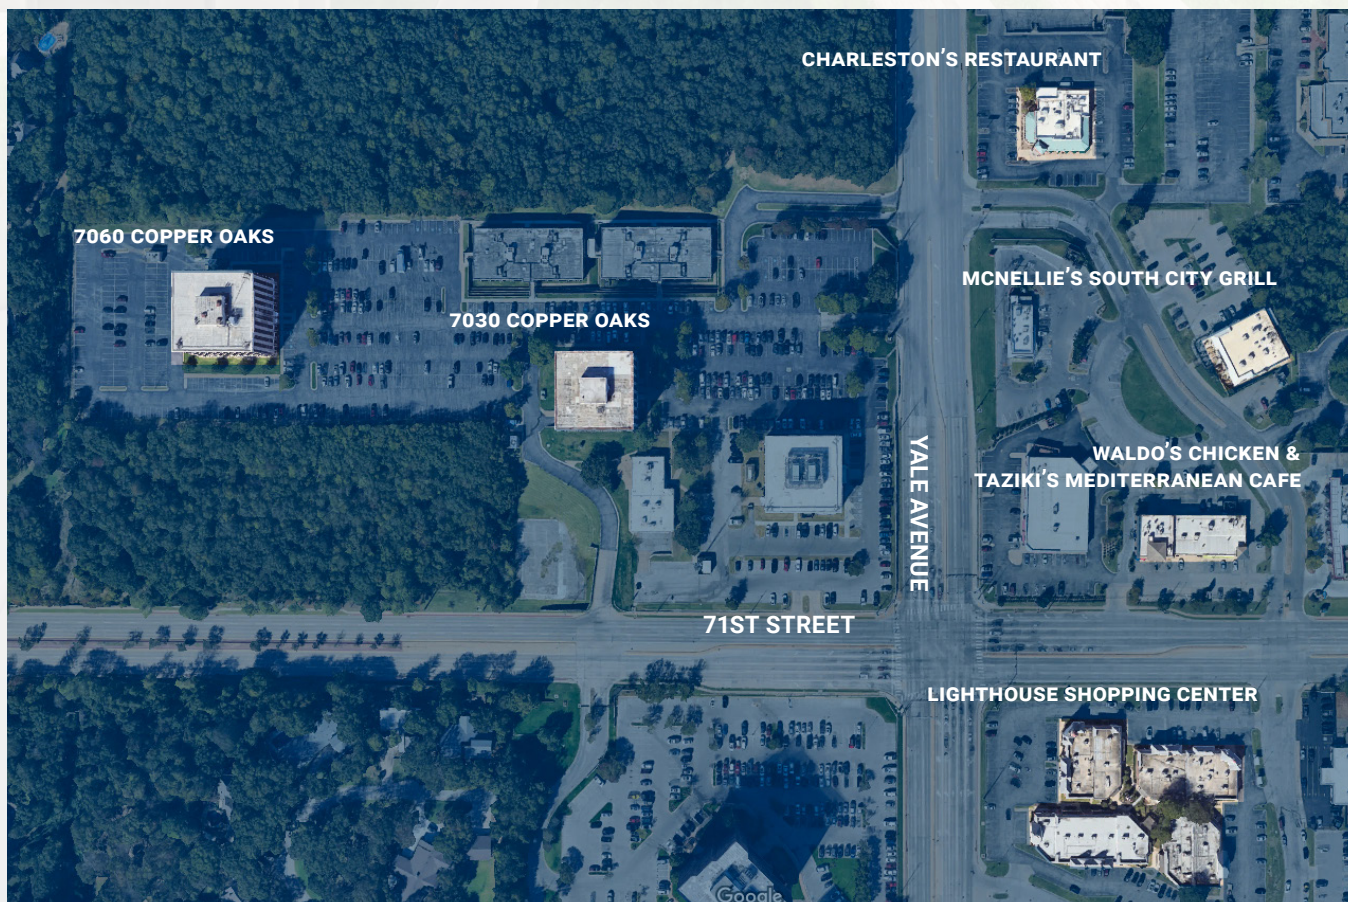 CHARLESTON'S RESTAURANT
7060 COPPER OAKS
MCNELLIE'S SOUTH CITY GRILL
7030 COPPER OAKS
YALE AVENUE
WALDO'S CHICKEN &
TAZIKI'S MEDITERRANEAN CAFE
71ST STREET
LIGHTHOUSE SHOPPING CENTER
Google